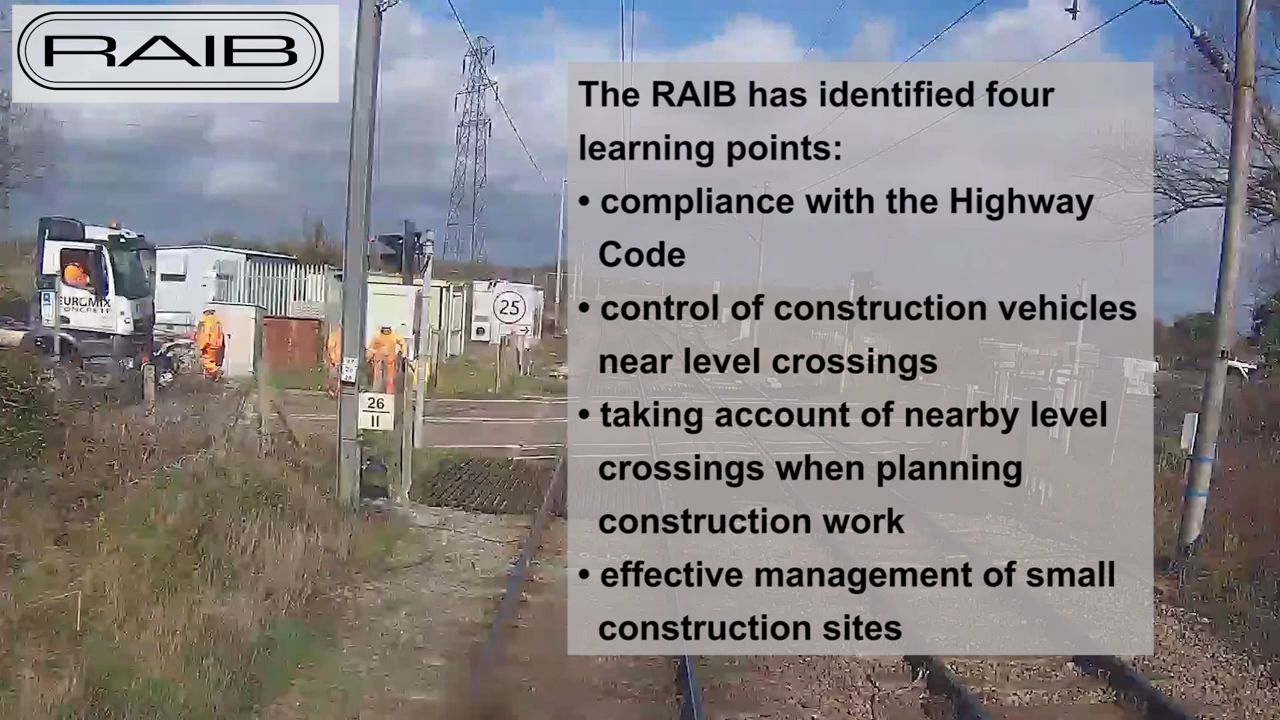 RAIB
The RAIB has identified four
learning points:
• compliance with the Highway
Code
• control of construction vehicles
near level crossings
• taking account of nearby level
crossings when planning
construction work
• effective management of small
construction sites
EUROMIX
CONCRETE
25
26
11